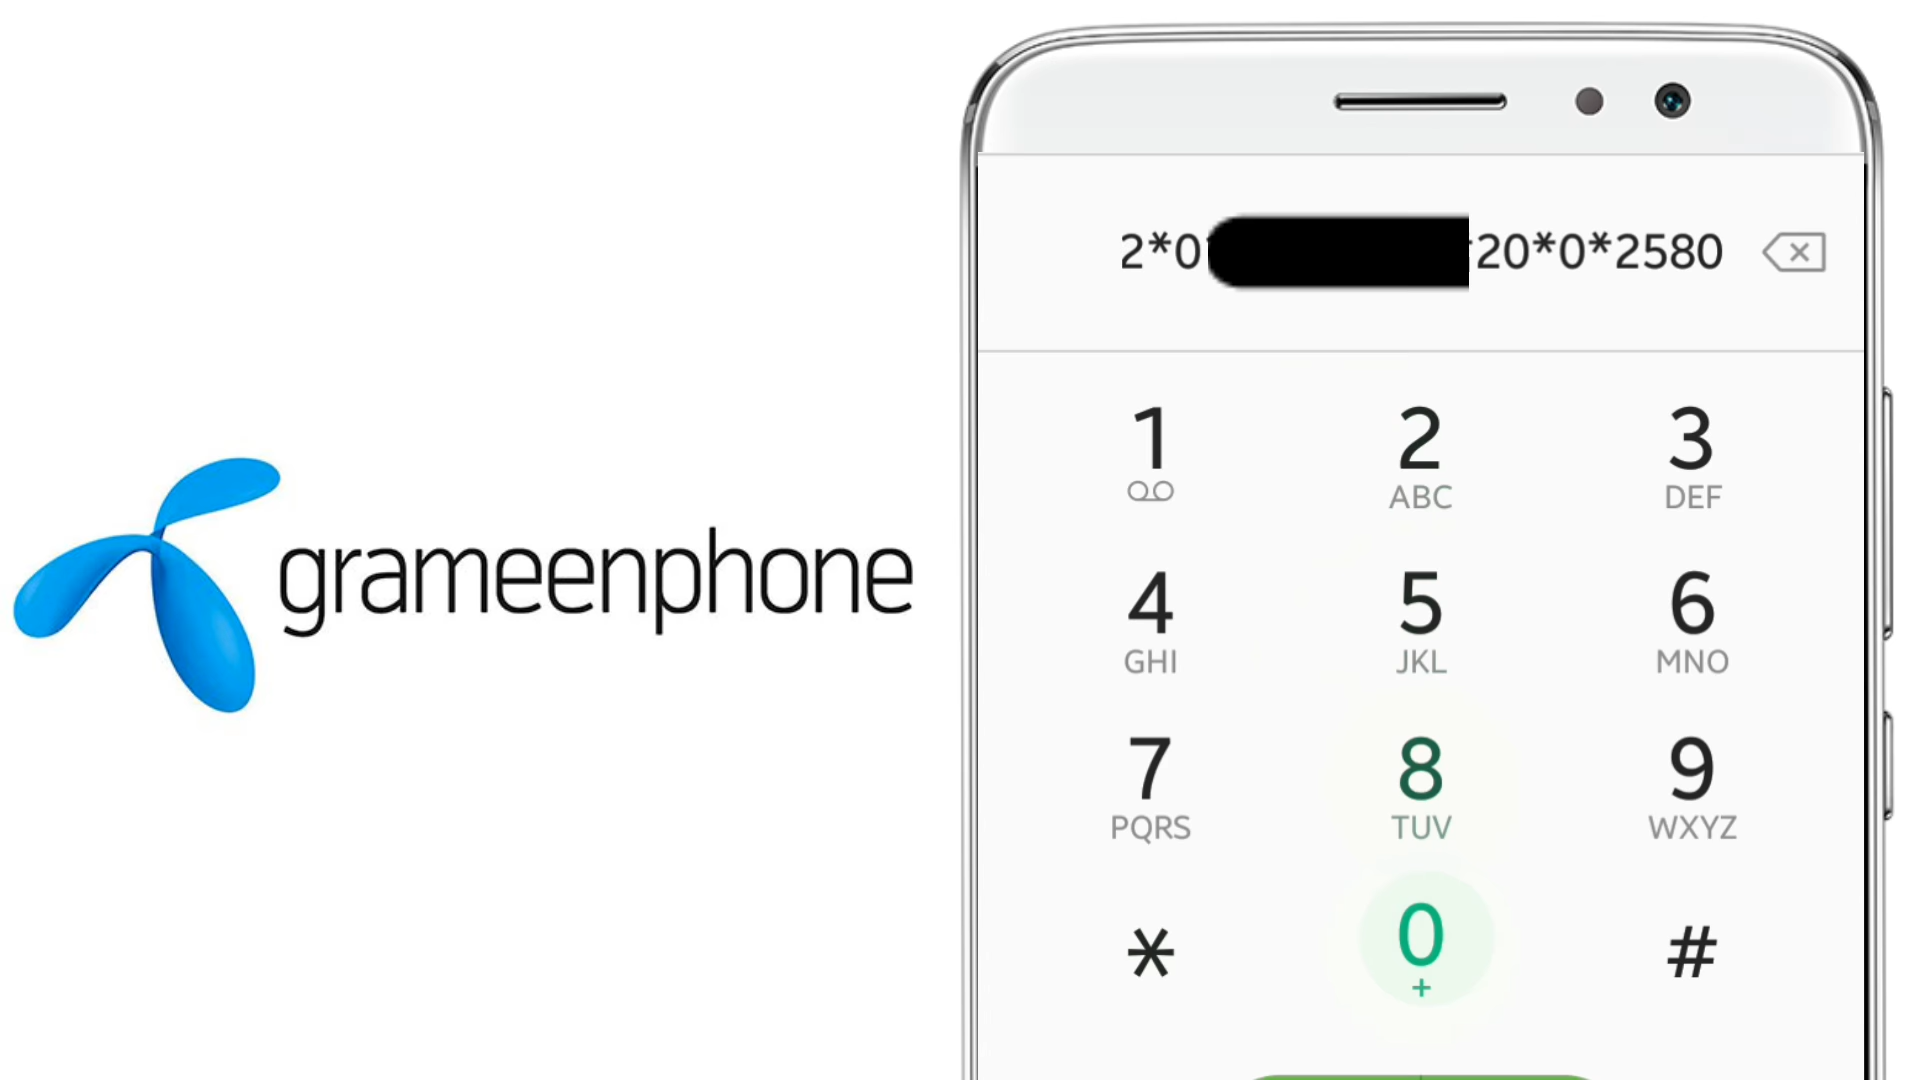 grameenphone
2*0 20*0*2580
1 2 3
ABC DEF
4 5 6
GHI JKL MNO
7 8 9
PQRS TUV WXYZ
* 0 #
+